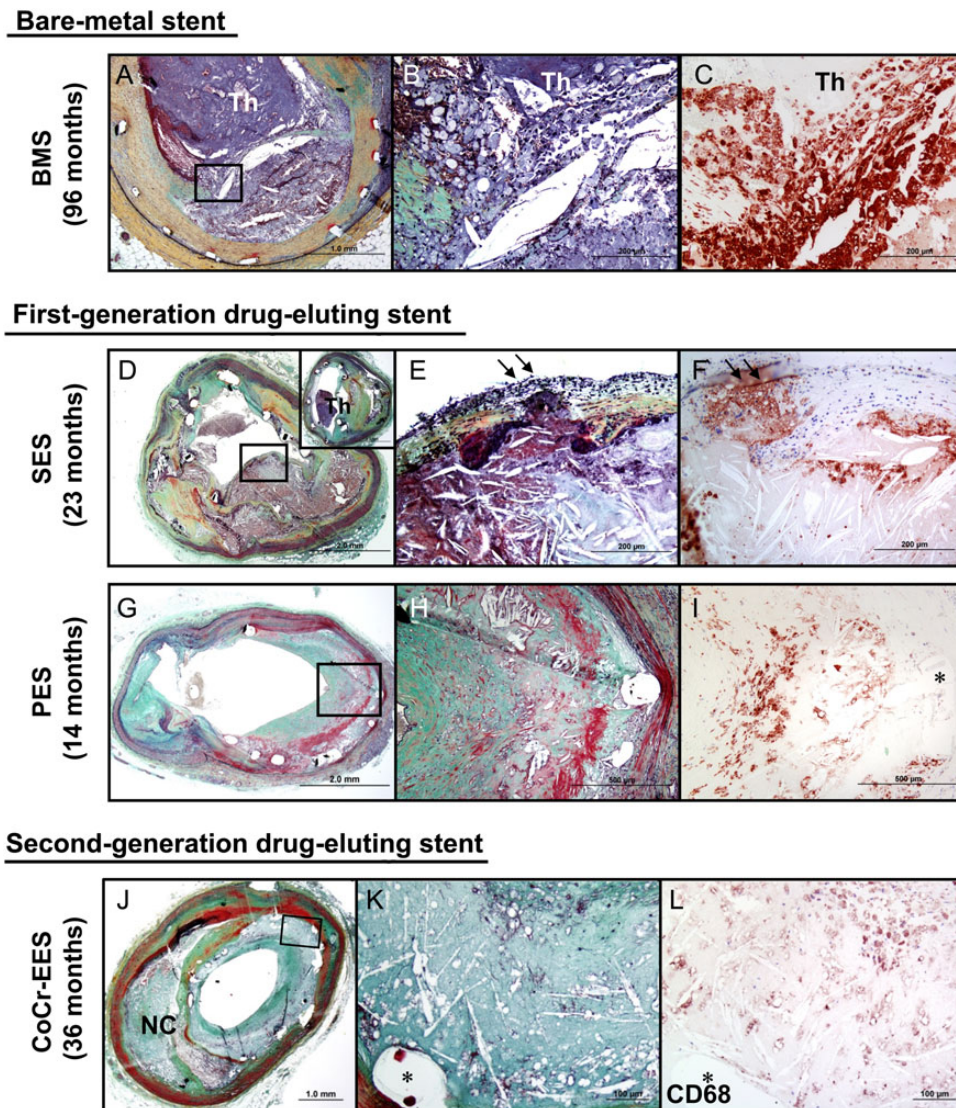 Bare-metal stent
BMS
(96 months)
A
Th
1.0 mm
B
Th
200 µm
C
Th
200 µm
First-generation drug-eluting stent
SES
(23 months)
D
Th
2.0 mm
E
200 µm
F
200 µm
PES
(14 months)
G
2.0 mm
H
500 µm
I
*
500 µm
Second-generation drug-eluting stent
CoCr-EES
(36 months)
J
NC
1.0 mm
K
*
100 µm
L
*
CD68
100 µm